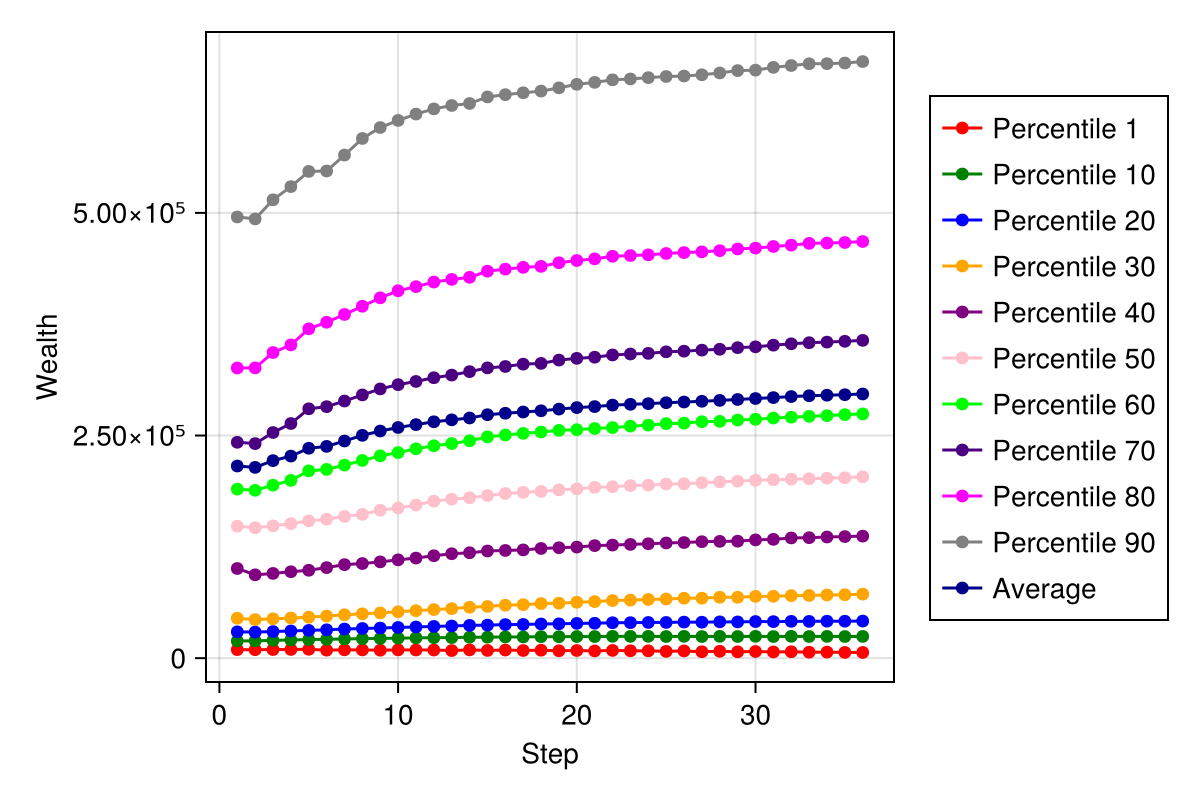 Wealth
5.00×10⁵
2.50×10⁵
0
0 10 20 30
Step
Percentile 1
Percentile 10
Percentile 20
Percentile 30
Percentile 40
Percentile 50
Percentile 60
Percentile 70
Percentile 80
Percentile 90
Average